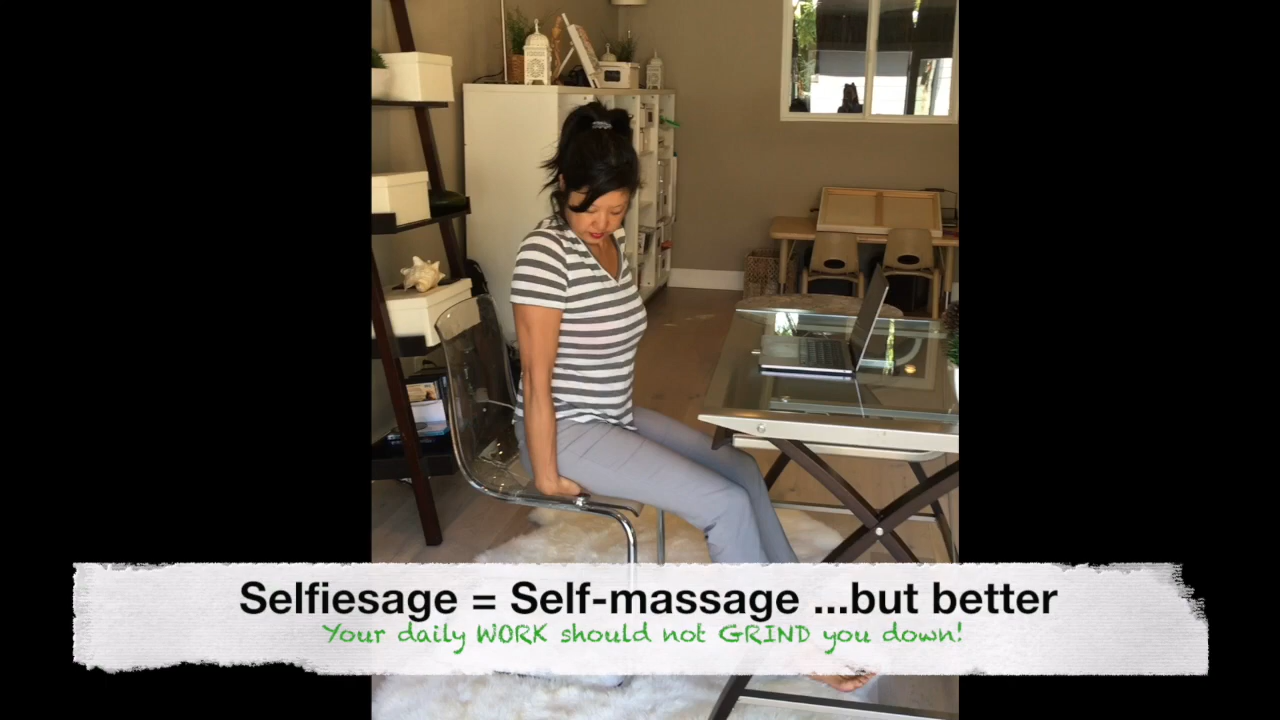 Selfiesage = Self-massage ...but better
Your daily WORK should not GRIND you down!